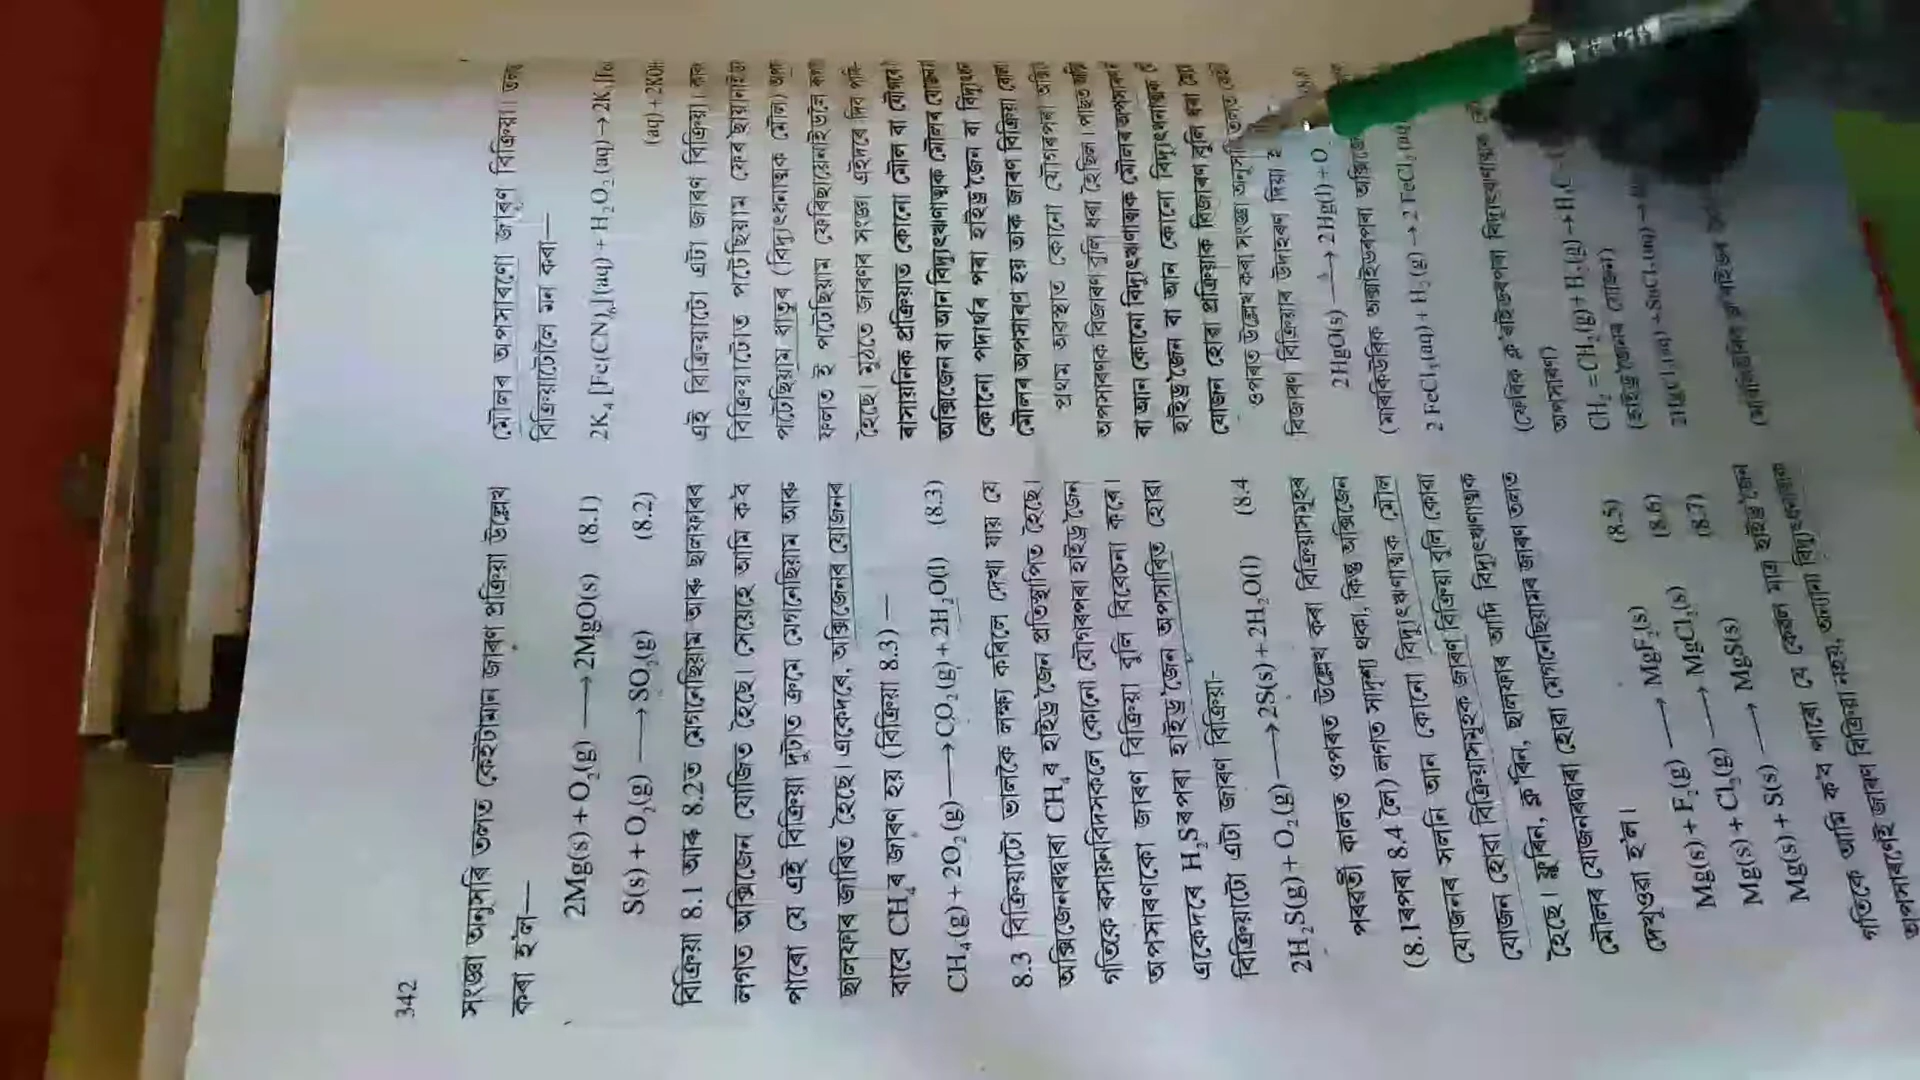 342
সংজ্ঞা অনুসৰি তলত কেইটামান জাৰণ প্ৰক্ৰিয়া উল্লেখ
কৰা হ'ল—
2Mg(s) + O₂(g) ⟶ 2MgO(s) (8.1)
S(s) + O₂(g) ⟶ SO₂(g) (8.2)
বিক্ৰিয়া 8.1 আৰু 8.2ত মেগনেছিয়াম আৰু ছালফাৰৰ
লগত অক্সিজেন যোজিত হৈছে। সেয়েহে আমি ক'ব
পাৰো যে এই বিক্ৰিয়া দুটাত ক্ৰমে মেগনেছিয়াম আৰু
ছালফাৰ জাৰিত হৈছে। একেদৰে, অক্সিজেনৰ যোজনৰ
বাবে CH₄ৰ জাৰণ হয় (বিক্ৰিয়া 8.3) —
CH₄(g) + 2O₂(g) ⟶ CO₂(g) + 2H₂O(l) (8.3)
8.3 বিক্ৰিয়াটো ভালকৈ লক্ষ্য কৰিলে দেখা যায় যে
অক্সিজেনৰদ্বাৰা CH₄ৰ হাইড্ৰ'জেন প্ৰতিস্থাপিত হৈছে।
গতিকে ৰসায়নবিদসকলে কোনো যৌগৰপৰা হাইড্ৰ'জেন
অপসাৰণকো জাৰণ বিক্ৰিয়া বুলি বিবেচনা কৰে।
একেদৰে H₂Sৰ পৰা হাইড্ৰ'জেন অপসাৰিত হোৱা
বিক্ৰিয়াটো এটা জাৰণ বিক্ৰিয়া-
2H₂S(g) + O₂(g) ⟶ 2S(s) + 2H₂O(l) (8.4
পৰৱৰ্তী কালত ওপৰত উল্লেখ কৰা বিক্ৰিয়াসমূহৰ
(8.1ৰপৰা 8.4 লৈ) লগত সাদৃশ্য থকা, কিন্তু অক্সিজেন
যোজনৰ সলনি আন কোনো বিদ্যুৎঋণাত্মক মৌল
যোজন হোৱা বিক্ৰিয়াসমূহক জাৰণ বিক্ৰিয়া বুলি কোৱা
হৈছে। ফ্লুৰিন, ক্ল'ৰিন, ছালফাৰ আদি বিদ্যুৎঋণাত্মক
মৌলৰ যোজনৰদ্বাৰা হোৱা মেগনেছিয়ামৰ জাৰণ তলত
দেখুওৱা হ'ল।
Mg(s) + F₂(g) ⟶ MgF₂(s) (8.5)
Mg(s) + Cl₂(g) ⟶ MgCl₂(s) (8.6)
Mg(s) + S(s) ⟶ MgS(s) (8.7)
গতিকে আমি ক'ব পাৰো যে কেৱল মাত্ৰ হাইড্ৰ'জেন
অপসাৰণেই জাৰণ বিক্ৰিয়া নহয়, অন্যান্য বিদ্যুৎধনাত্মক
মৌলৰ অপসাৰণো জাৰণ বিক্ৰিয়া।
বিক্ৰিয়াটোলৈ মন কৰা—
2K₄[Fe(CN)₆](aq) + H₂O₂(aq) → 2K₃[Fe
(aq) + 2KOH
এই বিক্ৰিয়াটো এটা জাৰণ বিক্ৰিয়া।
বিক্ৰিয়াটোত পটেছিয়াম ফেৰ'ছায়ানাইডৰ
পটেছিয়াম ধাতুৰ (বিদ্যুৎধনাত্মক মৌল)
ফলত ই পটেছিয়াম ফেৰিছায়েনাইডলৈ
হৈছে। মুঠতে জাৰণৰ সংজ্ঞা এইদৰে দিব
ৰাসায়নিক প্ৰক্ৰিয়াত কোনো মৌল বা যৌগৰে
অক্সিজেন বা আন বিদ্যুৎঋণাত্মক মৌলৰ যোজন
কোনো পদাৰ্থৰ পৰা হাইড্ৰ'জেন বা বিদ্যুৎধন
মৌলৰ অপসাৰণ হয় তাক জাৰণ বিক্ৰিয়া বোলা
প্ৰথম অৱস্থাত কোনো যৌগৰপৰা অক্সি
অপসাৰণক বিজাৰণ বুলি ধৰা হৈছিল। পাছত
বা আন কোনো বিদ্যুৎঋণাত্মক মৌলৰ অপসাৰণ
হাইড্ৰ'জেন বা আন কোনো বিদ্যুৎধনাত্মক
যোজন হোৱা প্ৰক্ৰিয়াক বিজাৰণ বুলি ধৰা
ওপৰত উল্লেখ কৰা সংজ্ঞা অনুসৰি তলত
বিজাৰণ বিক্ৰিয়াৰ উদাহৰণ দিয়া হ
2HgO(s) ⟶ 2Hg(l) + O
(মাৰকিউৰিক অক্সাইডৰপৰা অক্সিজে
2 FeCl₃(aq) + H₂(g) → 2 FeCl₂(aq
(ফেৰিক ক্ল'ৰাইডৰপৰা বিদ্যুৎঋণাত্মক
অপসাৰণ)
CH₂ = CH₂(g) + H₂(g) → H₃C
(হাইড্ৰ'জেনৰ যোজন)
2HgCl₂(aq) + SnCl₂(aq) →